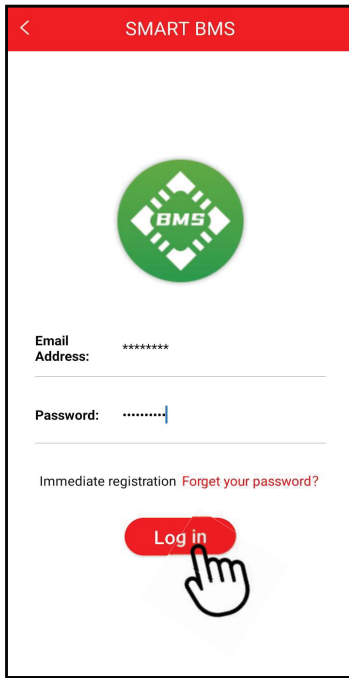 SMART BMS
BMS
Email
Address: ********
Password: ••••••••••
Immediate registration Forget your password?
Log in